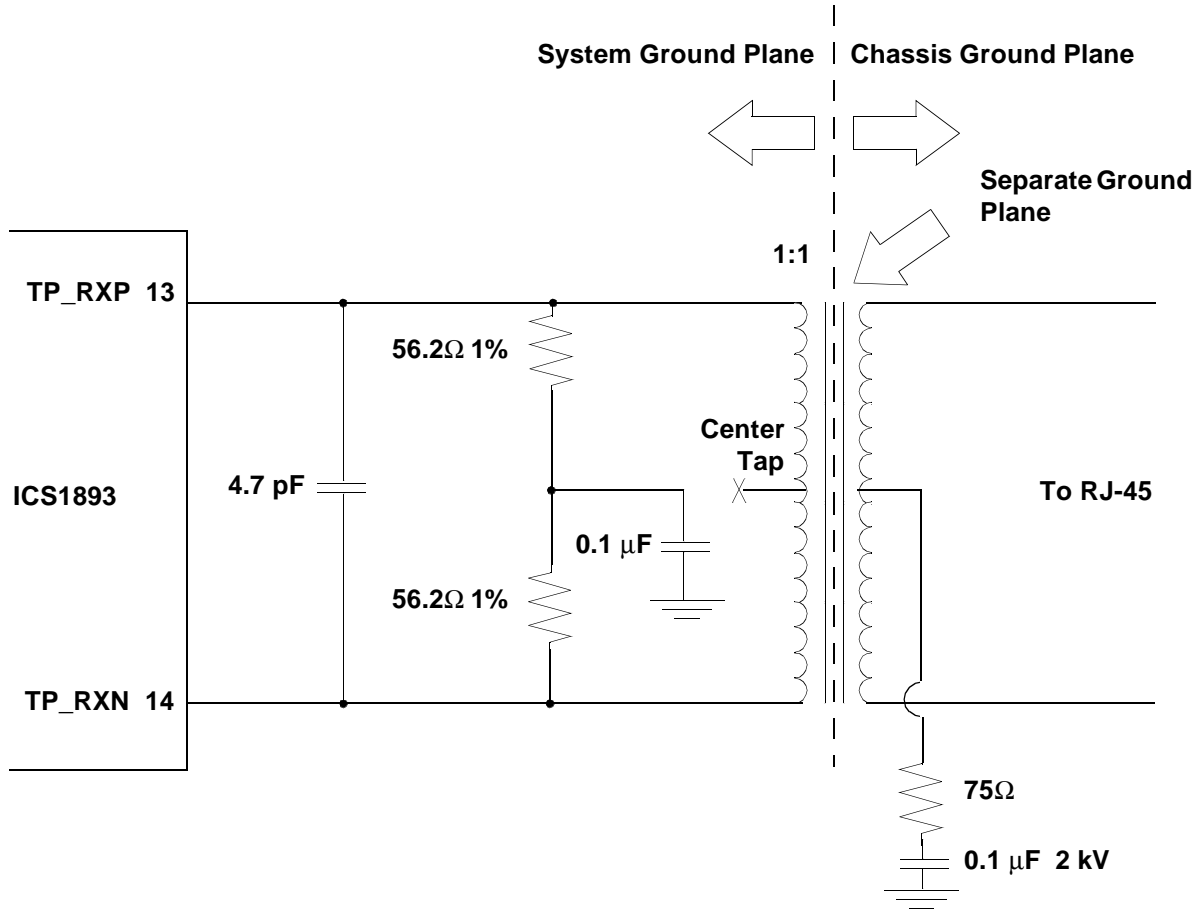 System Ground Plane
Chassis Ground Plane
Separate Ground
Plane
1:1
TP_RXP 13
56.2Ω 1%
Center
Tap
4.7 pF
ICS1893
To RJ-45
0.1 μF
56.2Ω 1%
TP_RXN 14
75Ω
0.1 μF 2 kV